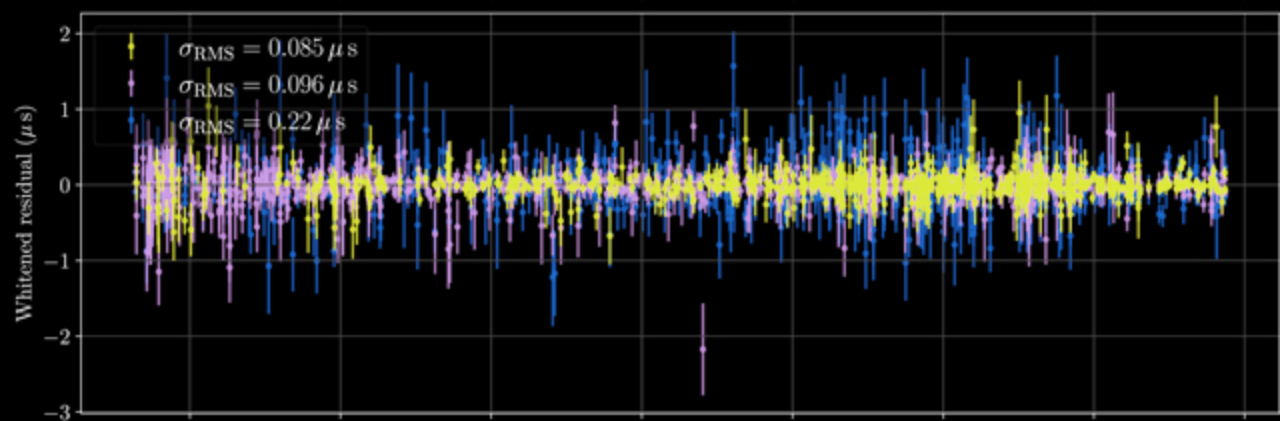 2
σRMS = 0.085 μs
σRMS = 0.096 μs
1
σRMS = 0.22 μs
0
−1
−2
−3
Whitened residual (μs)